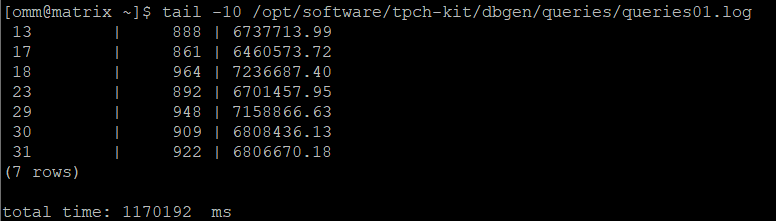 [omm@matrix ~]$ tail -10 /opt/software/tpch-kit/dbgen/queries/queries01.log
13 | 888 | 6737713.99
17 | 861 | 6460573.72
18 | 964 | 7236687.40
23 | 892 | 6701457.95
29 | 948 | 7158866.63
30 | 909 | 6808436.13
31 | 922 | 6806670.18
(7 rows)
total time: 1170192  ms